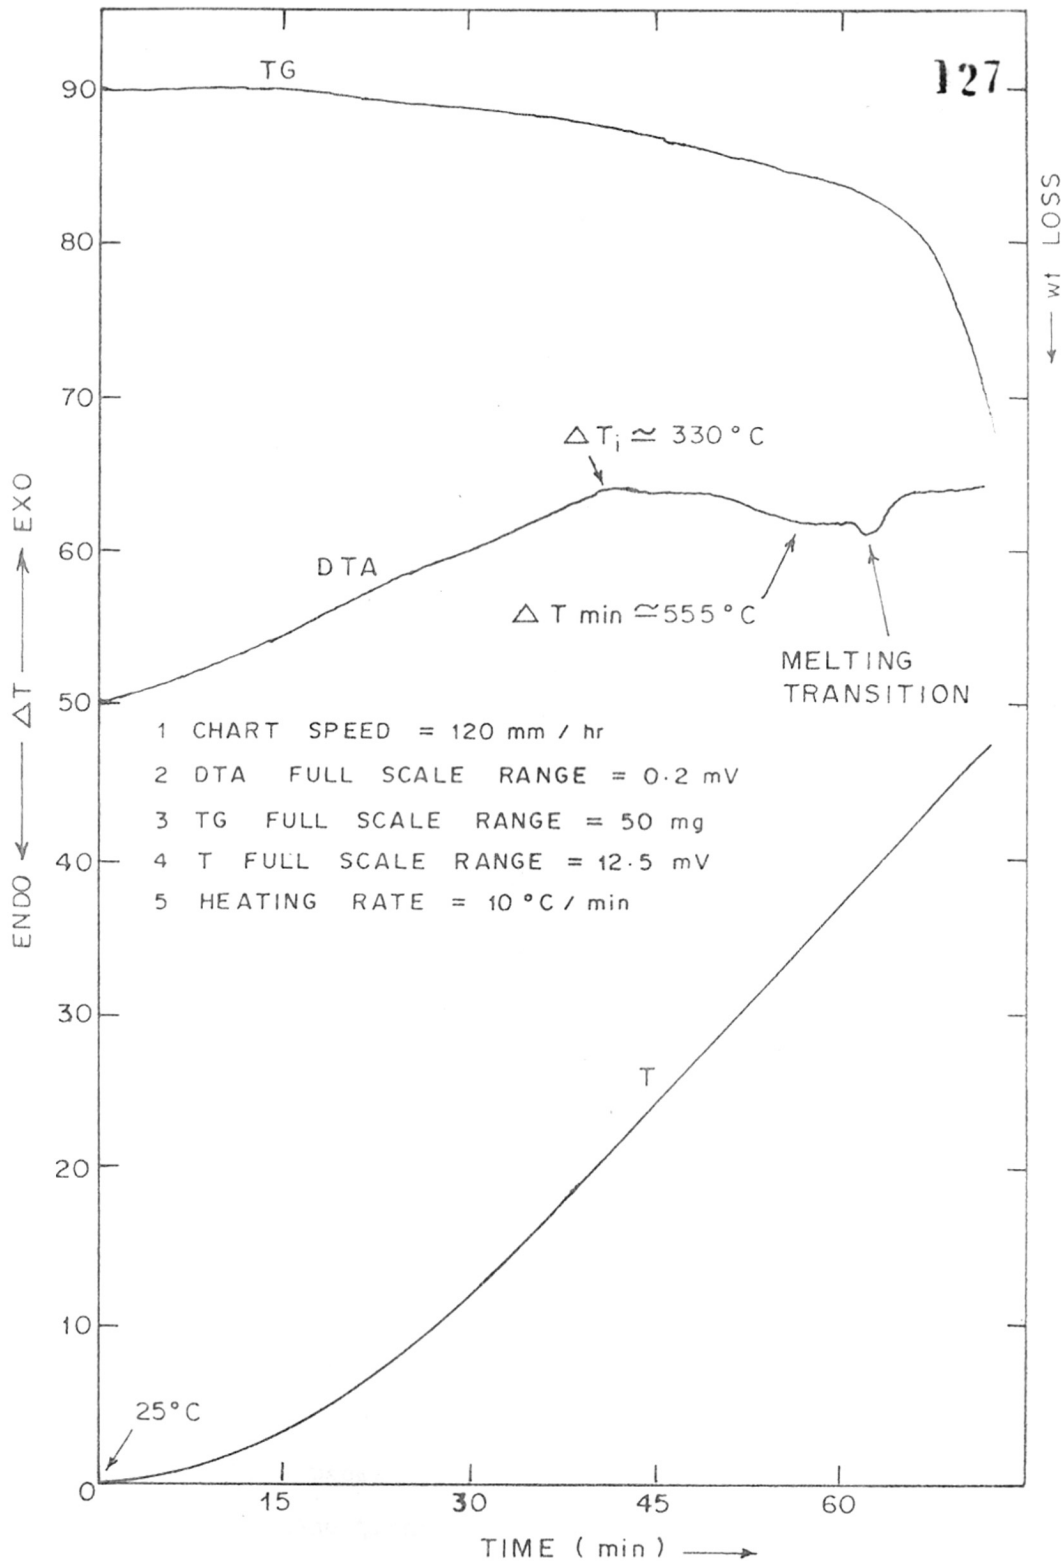 TG
127
90
80
70
60
50
40
30
20
10
0
wt LOSS
ENDO ΔT EXO
Δ Ti ≃ 330°C
DTA
Δ T min ≃ 555°C
MELTING
TRANSITION
1 CHART SPEED = 120 mm / hr
2 DTA FULL SCALE RANGE = 0·2 mV
3 TG FULL SCALE RANGE = 50 mg
4 T FULL SCALE RANGE = 12·5 mV
5 HEATING RATE = 10 °C / min
T
25°C
15
30
45
60
TIME ( min )